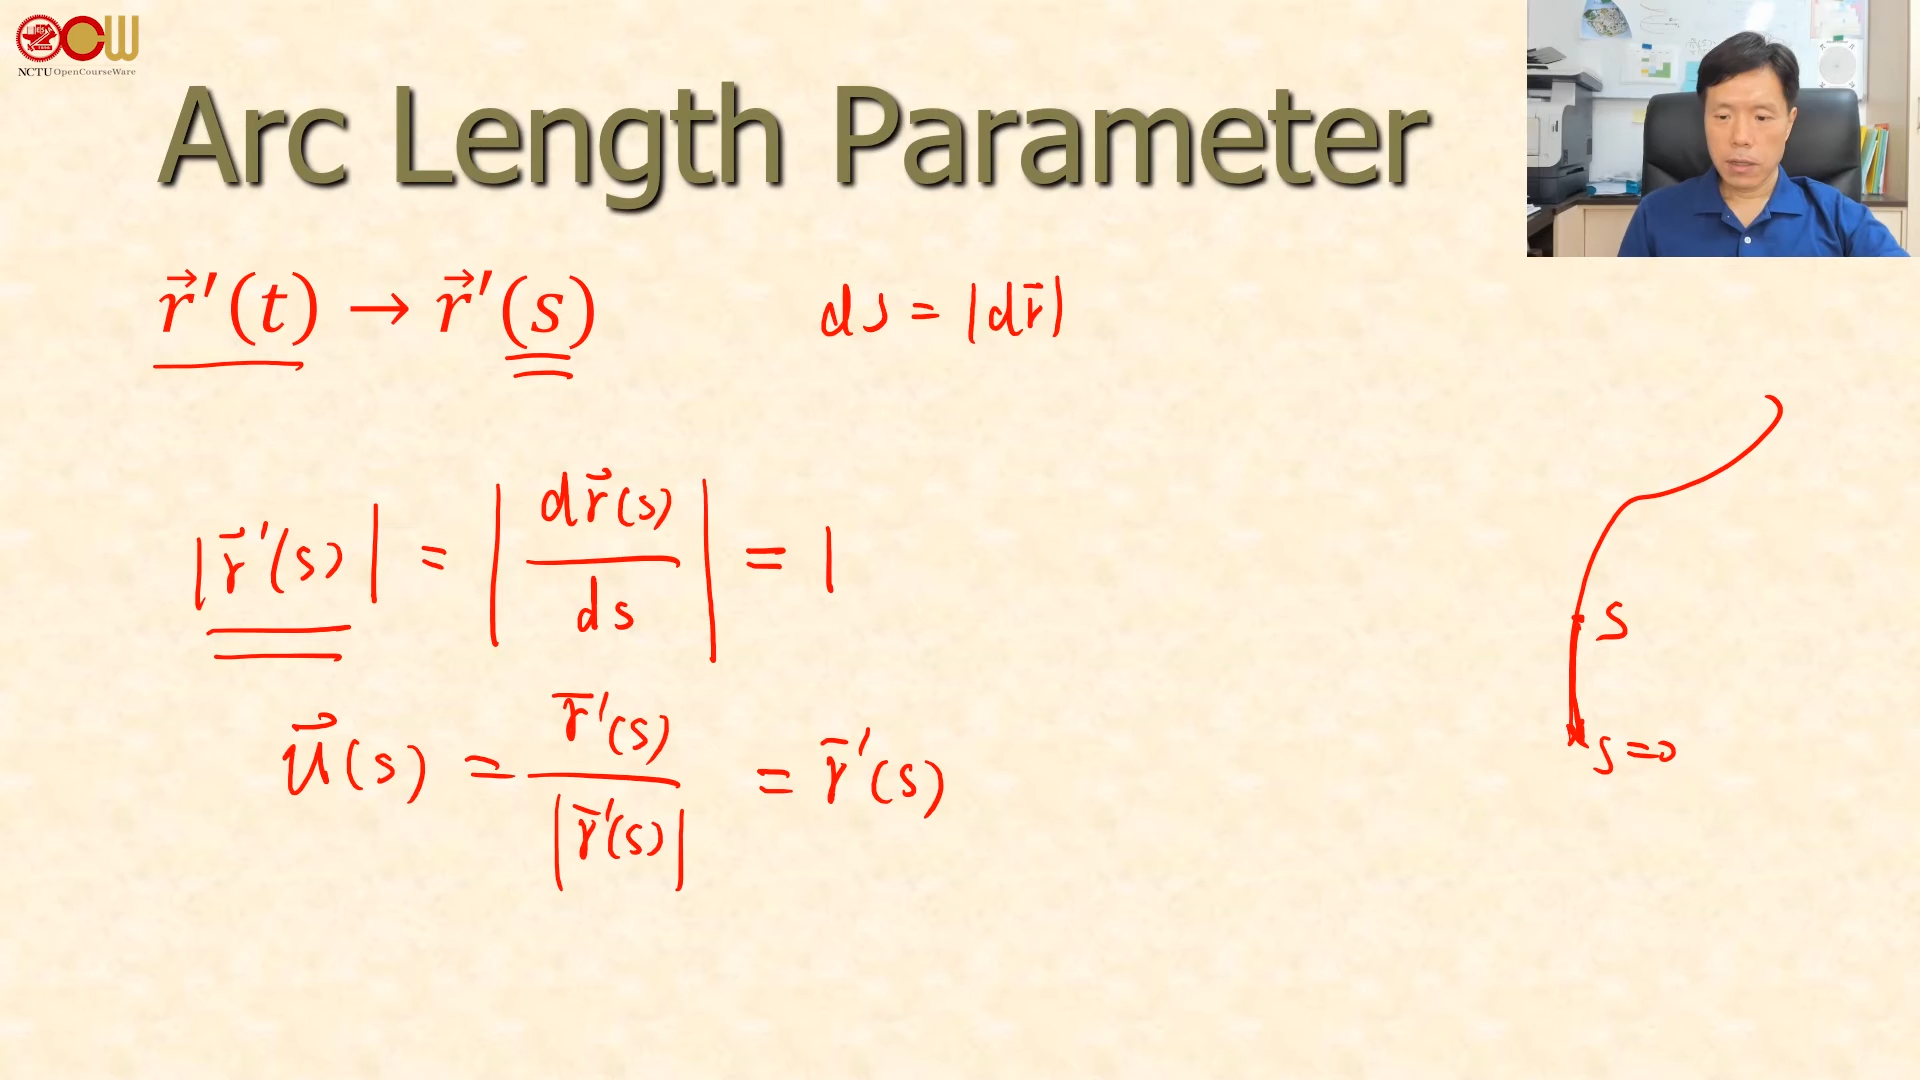 NCTU OpenCourseWare
Arc Length Parameter
r⃗′(t) → r⃗′(s)
ds = |dr⃗|
|r⃗′(s)| = |dr⃗(s)/ds| = 1
u⃗(s) = r⃗′(s)/|r⃗′(s)| = r⃗′(s)
s
s=0